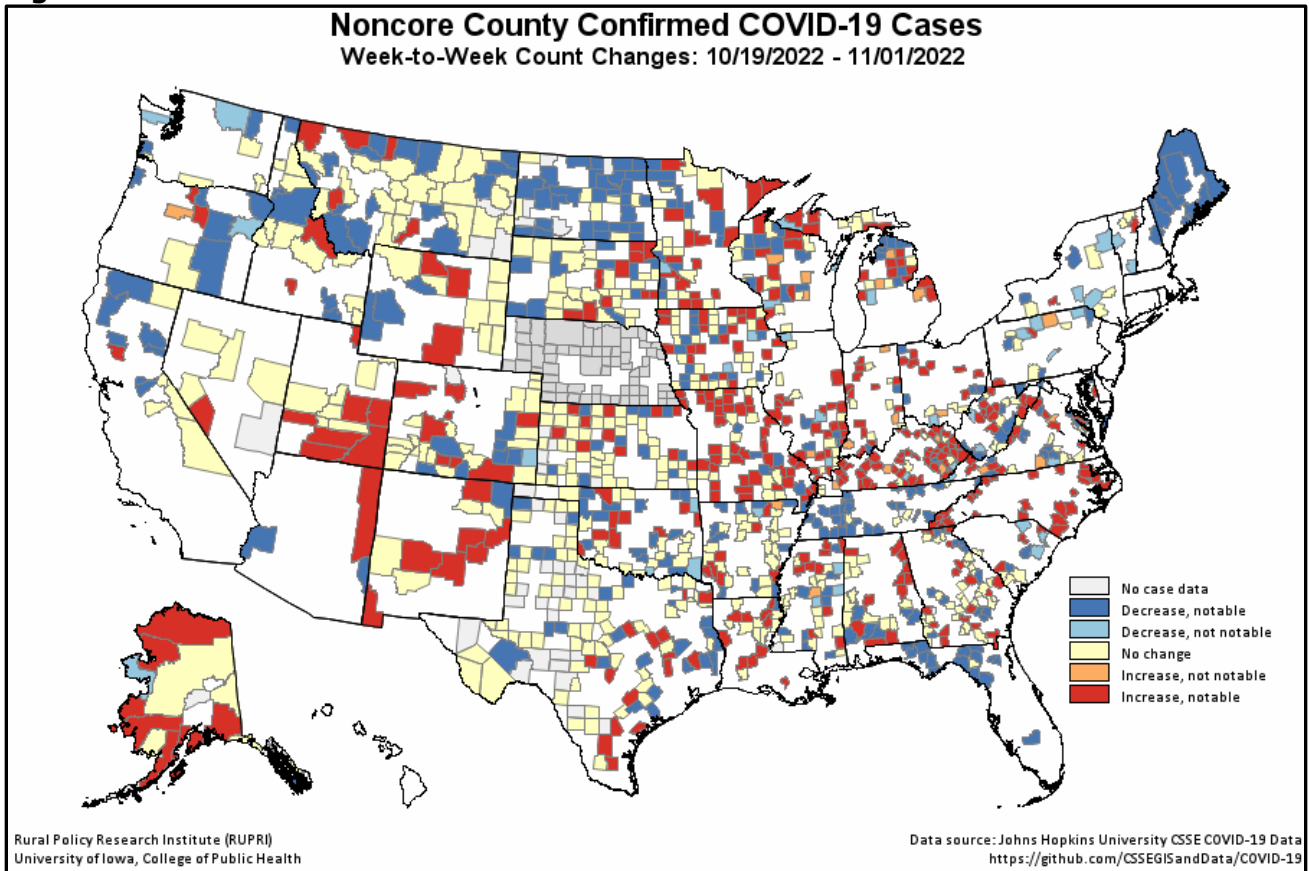 Noncore County Confirmed COVID-19 Cases
Week-to-Week Count Changes: 10/19/2022 - 11/01/2022
No case data
Decrease, notable
Decrease, not notable
No change
Increase, not notable
Increase, notable
Rural Policy Research Institute (RUPRI)
University of Iowa, College of Public Health
Data source: Johns Hopkins University CSSE COVID-19 Data
https://github.com/CSSEGISandData/COVID-19